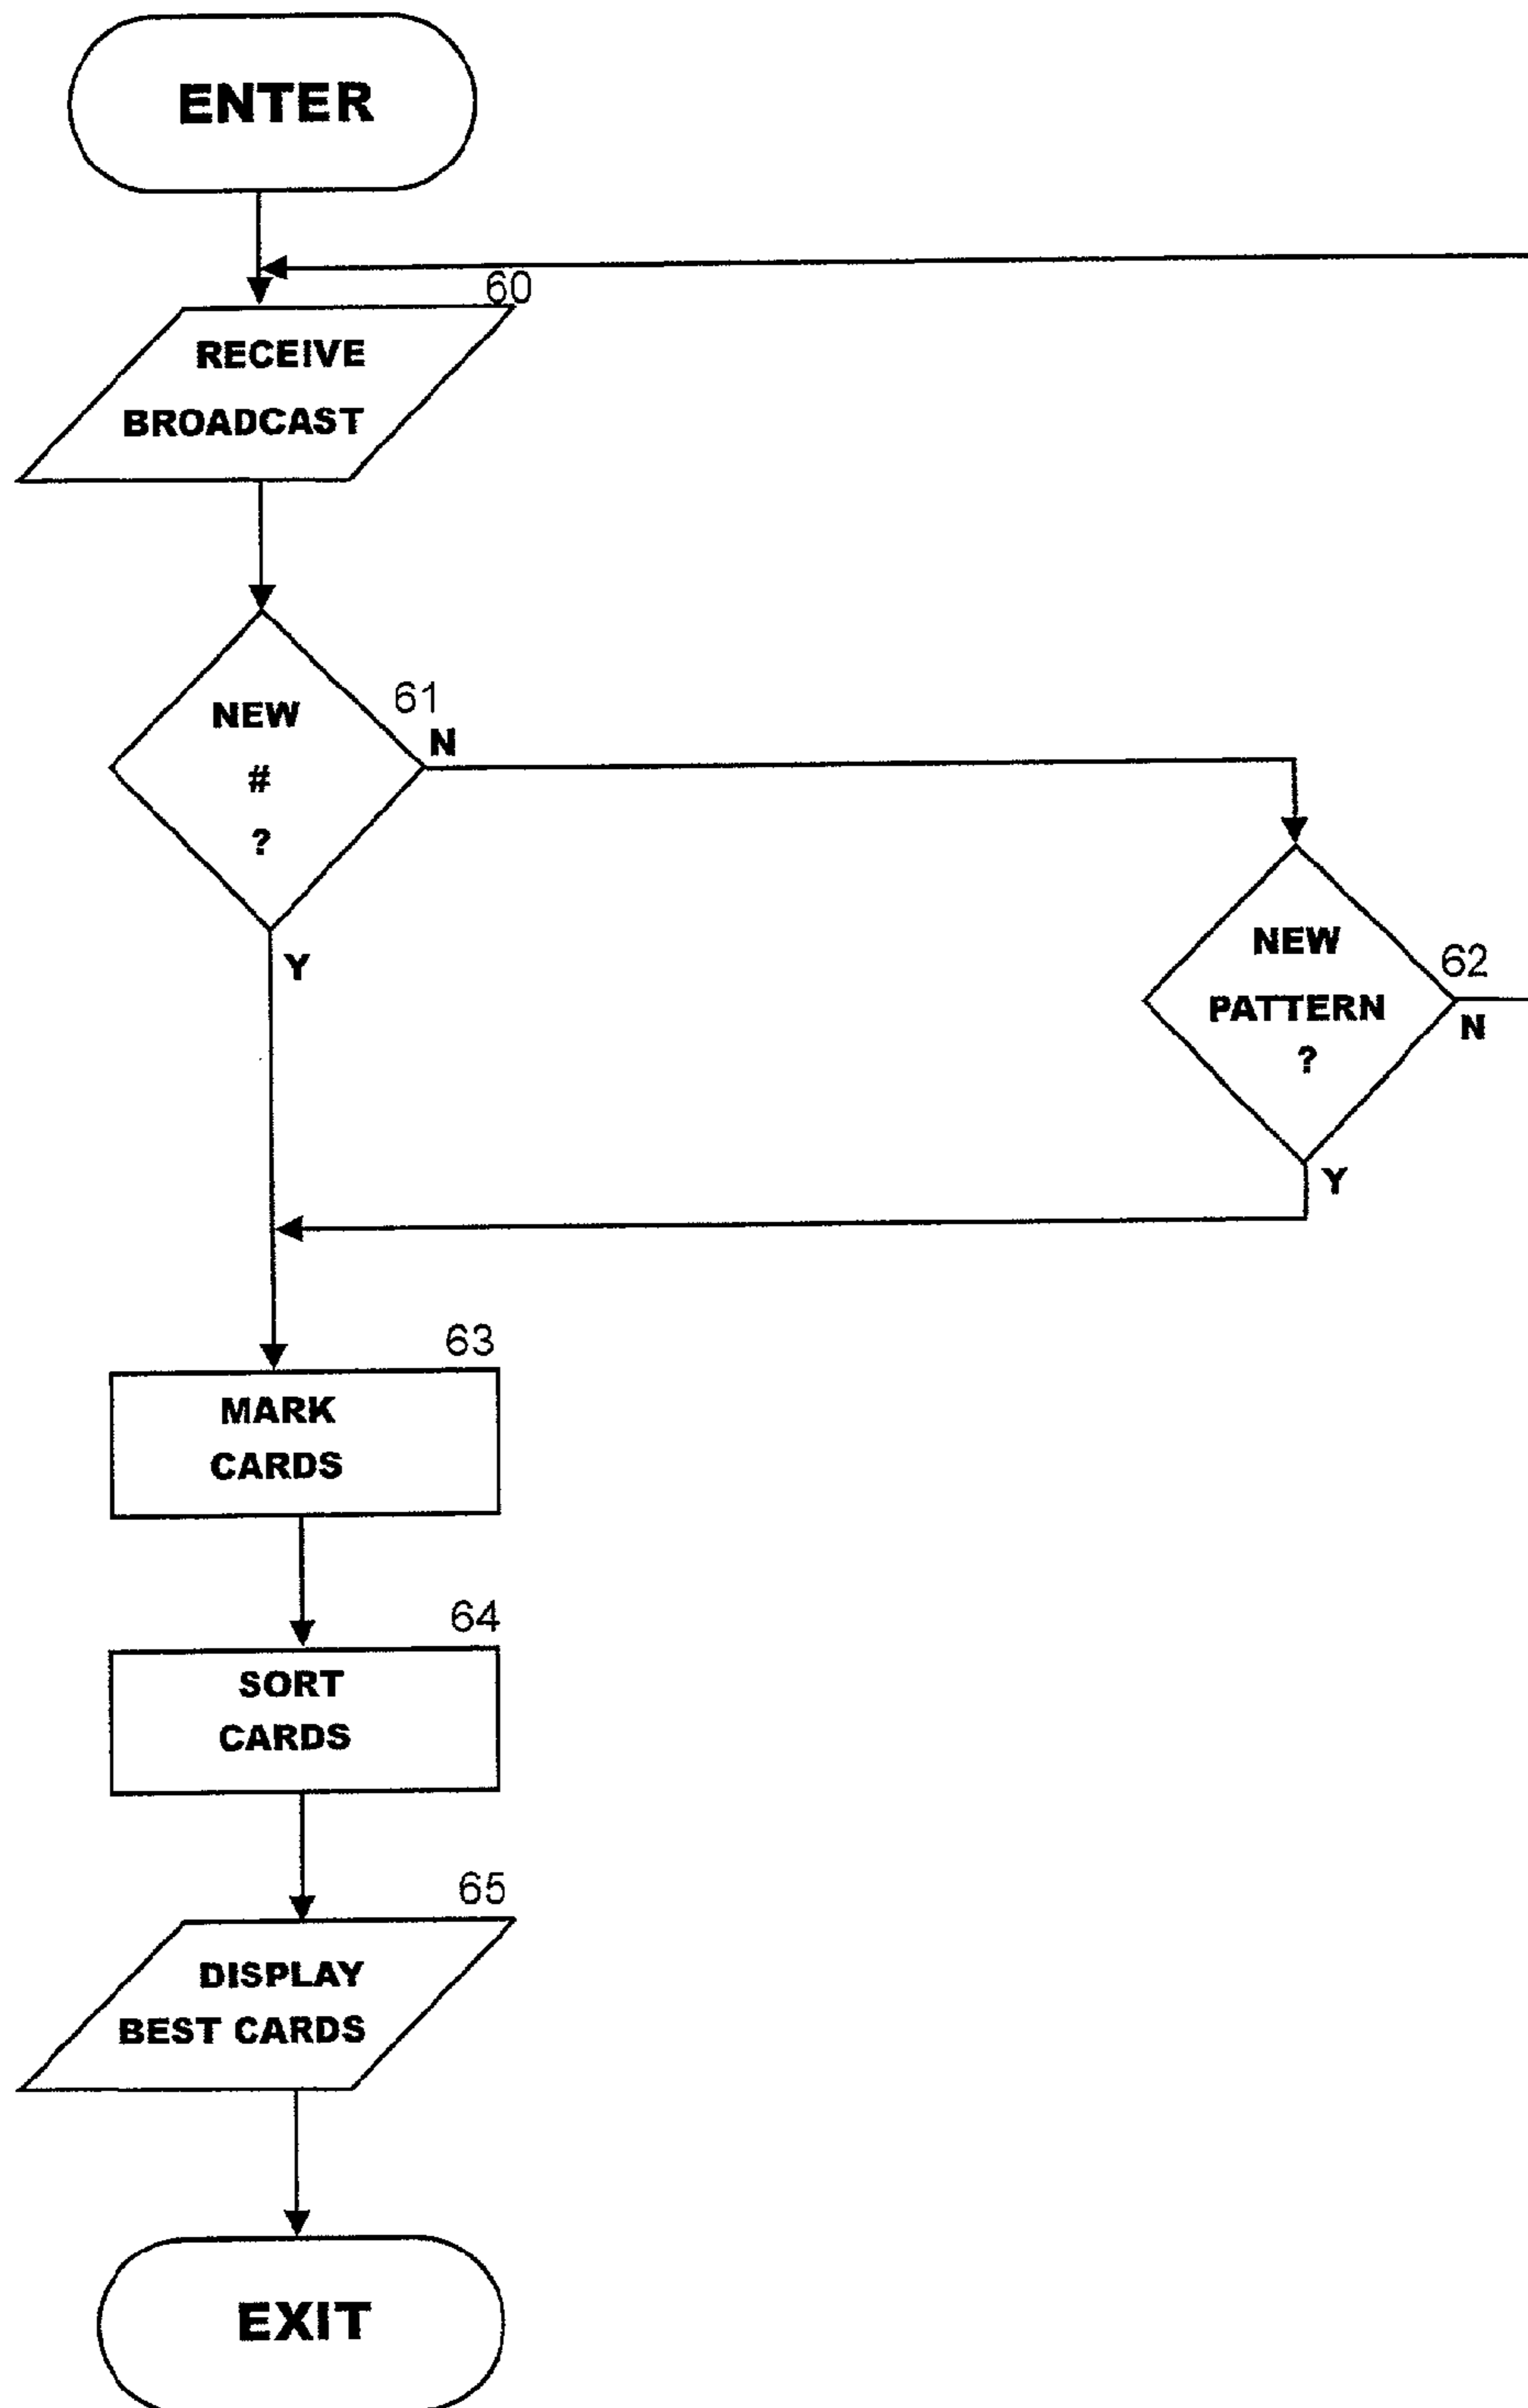 ENTER
60
RECEIVE
BROADCAST
61
NEW
#
?
N
Y
NEW
PATTERN
?
62
N
Y
63
MARK
CARDS
64
SORT
CARDS
65
DISPLAY
BEST CARDS
EXIT